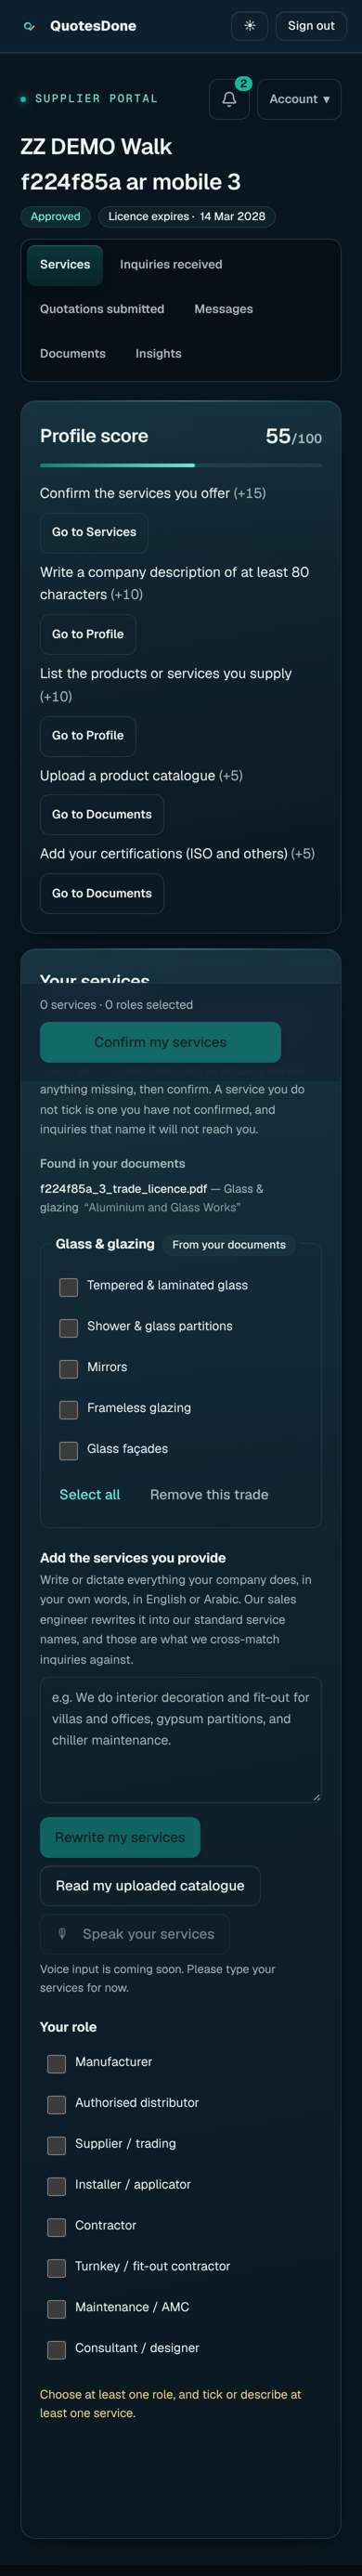 QuotesDone
Sign out
SUPPLIER PORTAL
2
Account ▾
ZZ DEMO Walk
f224f85a ar mobile 3
Approved
Licence expires · 14 Mar 2028
Services
Inquiries received
Quotations submitted
Messages
Documents
Insights
Profile score
55/100
Confirm the services you offer (+15)
Go to Services
Write a company description of at least 80
characters (+10)
Go to Profile
List the products or services you supply
(+10)
Go to Profile
Upload a product catalogue (+5)
Go to Documents
Add your certifications (ISO and others) (+5)
Go to Documents
Your services
0 services · 0 roles selected
Confirm my services
anything missing, then confirm. A service you do
not tick is one you have not confirmed, and
inquiries that name it will not reach you.
Found in your documents
f224f85a_3_trade_licence.pdf — Glass &
glazing “Aluminium and Glass Works”
Glass & glazing
From your documents
Tempered & laminated glass
Shower & glass partitions
Mirrors
Frameless glazing
Glass façades
Select all
Remove this trade
Add the services you provide
Write or dictate everything your company does, in
your own words, in English or Arabic. Our sales
engineer rewrites it into our standard service
names, and those are what we cross-match
inquiries against.
e.g. We do interior decoration and fit-out for
villas and offices, gypsum partitions, and
chiller maintenance.
Rewrite my services
Read my uploaded catalogue
Speak your services
Voice input is coming soon. Please type your
services for now.
Your role
Manufacturer
Authorised distributor
Supplier / trading
Installer / applicator
Contractor
Turnkey / fit-out contractor
Maintenance / AMC
Consultant / designer
Choose at least one role, and tick or describe at
least one service.